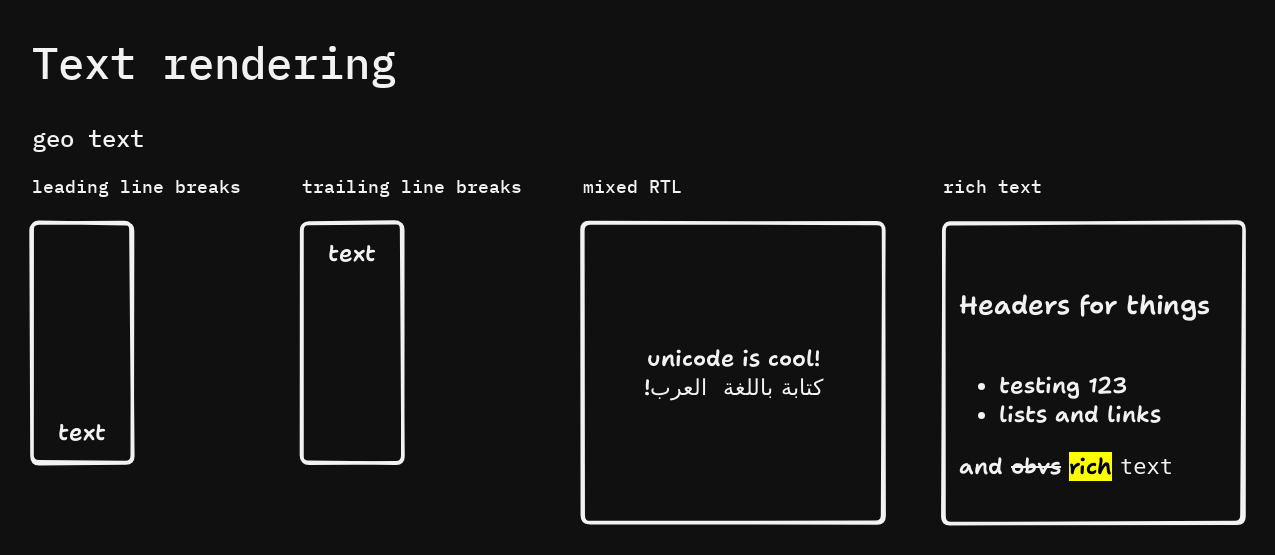 Text rendering
geo text
leading line breaks
trailing line breaks
mixed RTL
rich text
text
text
unicode is cool!
كتابة باللغة  العرب!
Headers for things
• testing 123
• lists and links
and obvs rich text